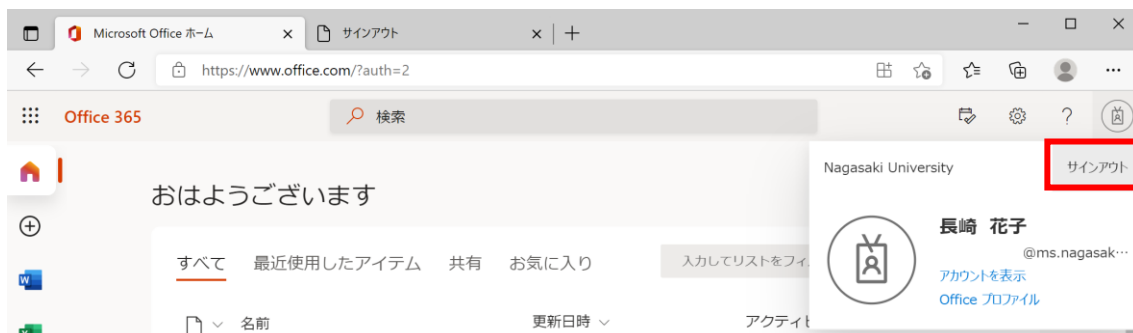 Microsoft Office ホーム
サインアウト
https://www.office.com/?auth=2
Office 365
検索
Nagasaki University
サインアウト
おはようございます
長崎 花子
@ms.nagasak…
アカウントを表示
Office プロファイル
すべて 最近使用したアイテム 共有 お気に入り
入力してリストをフィ
名前 更新日時 アクティ